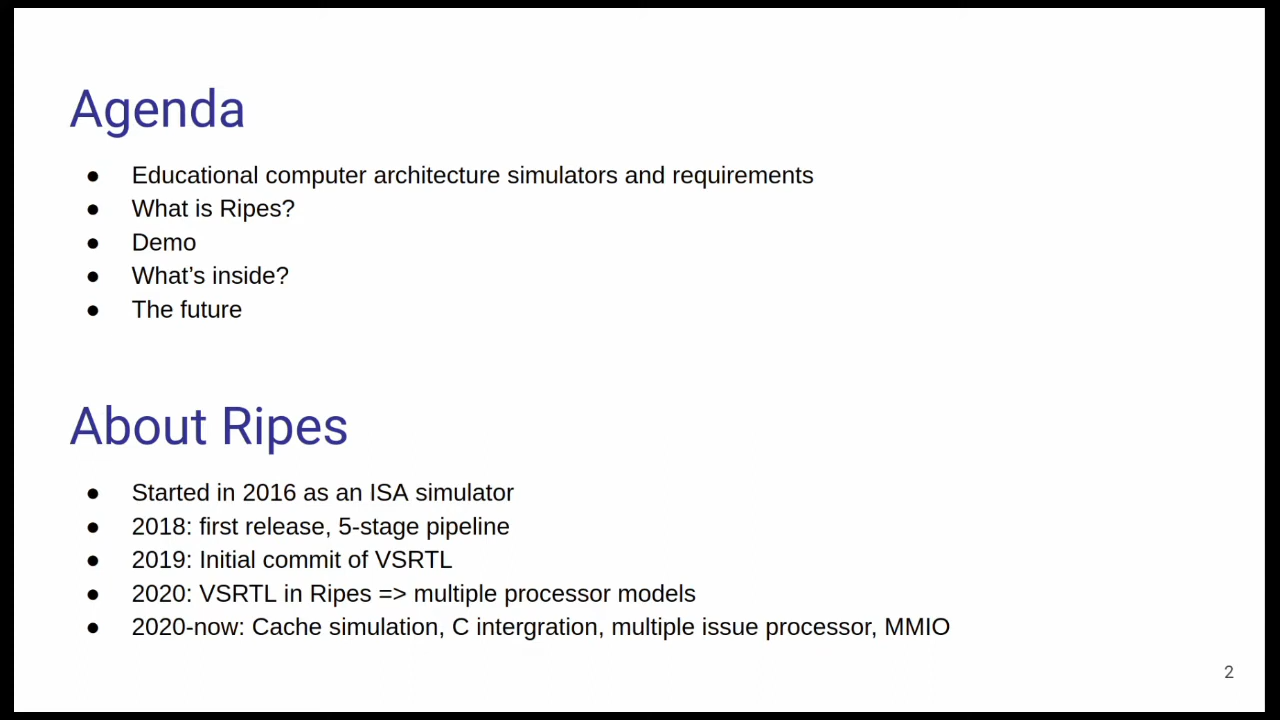 Agenda
● Educational computer architecture simulators and requirements
● What is Ripes?
● Demo
● What’s inside?
● The future
About Ripes
● Started in 2016 as an ISA simulator
● 2018: first release, 5-stage pipeline
● 2019: Initial commit of VSRTL
● 2020: VSRTL in Ripes => multiple processor models
● 2020-now: Cache simulation, C intergration, multiple issue processor, MMIO
2